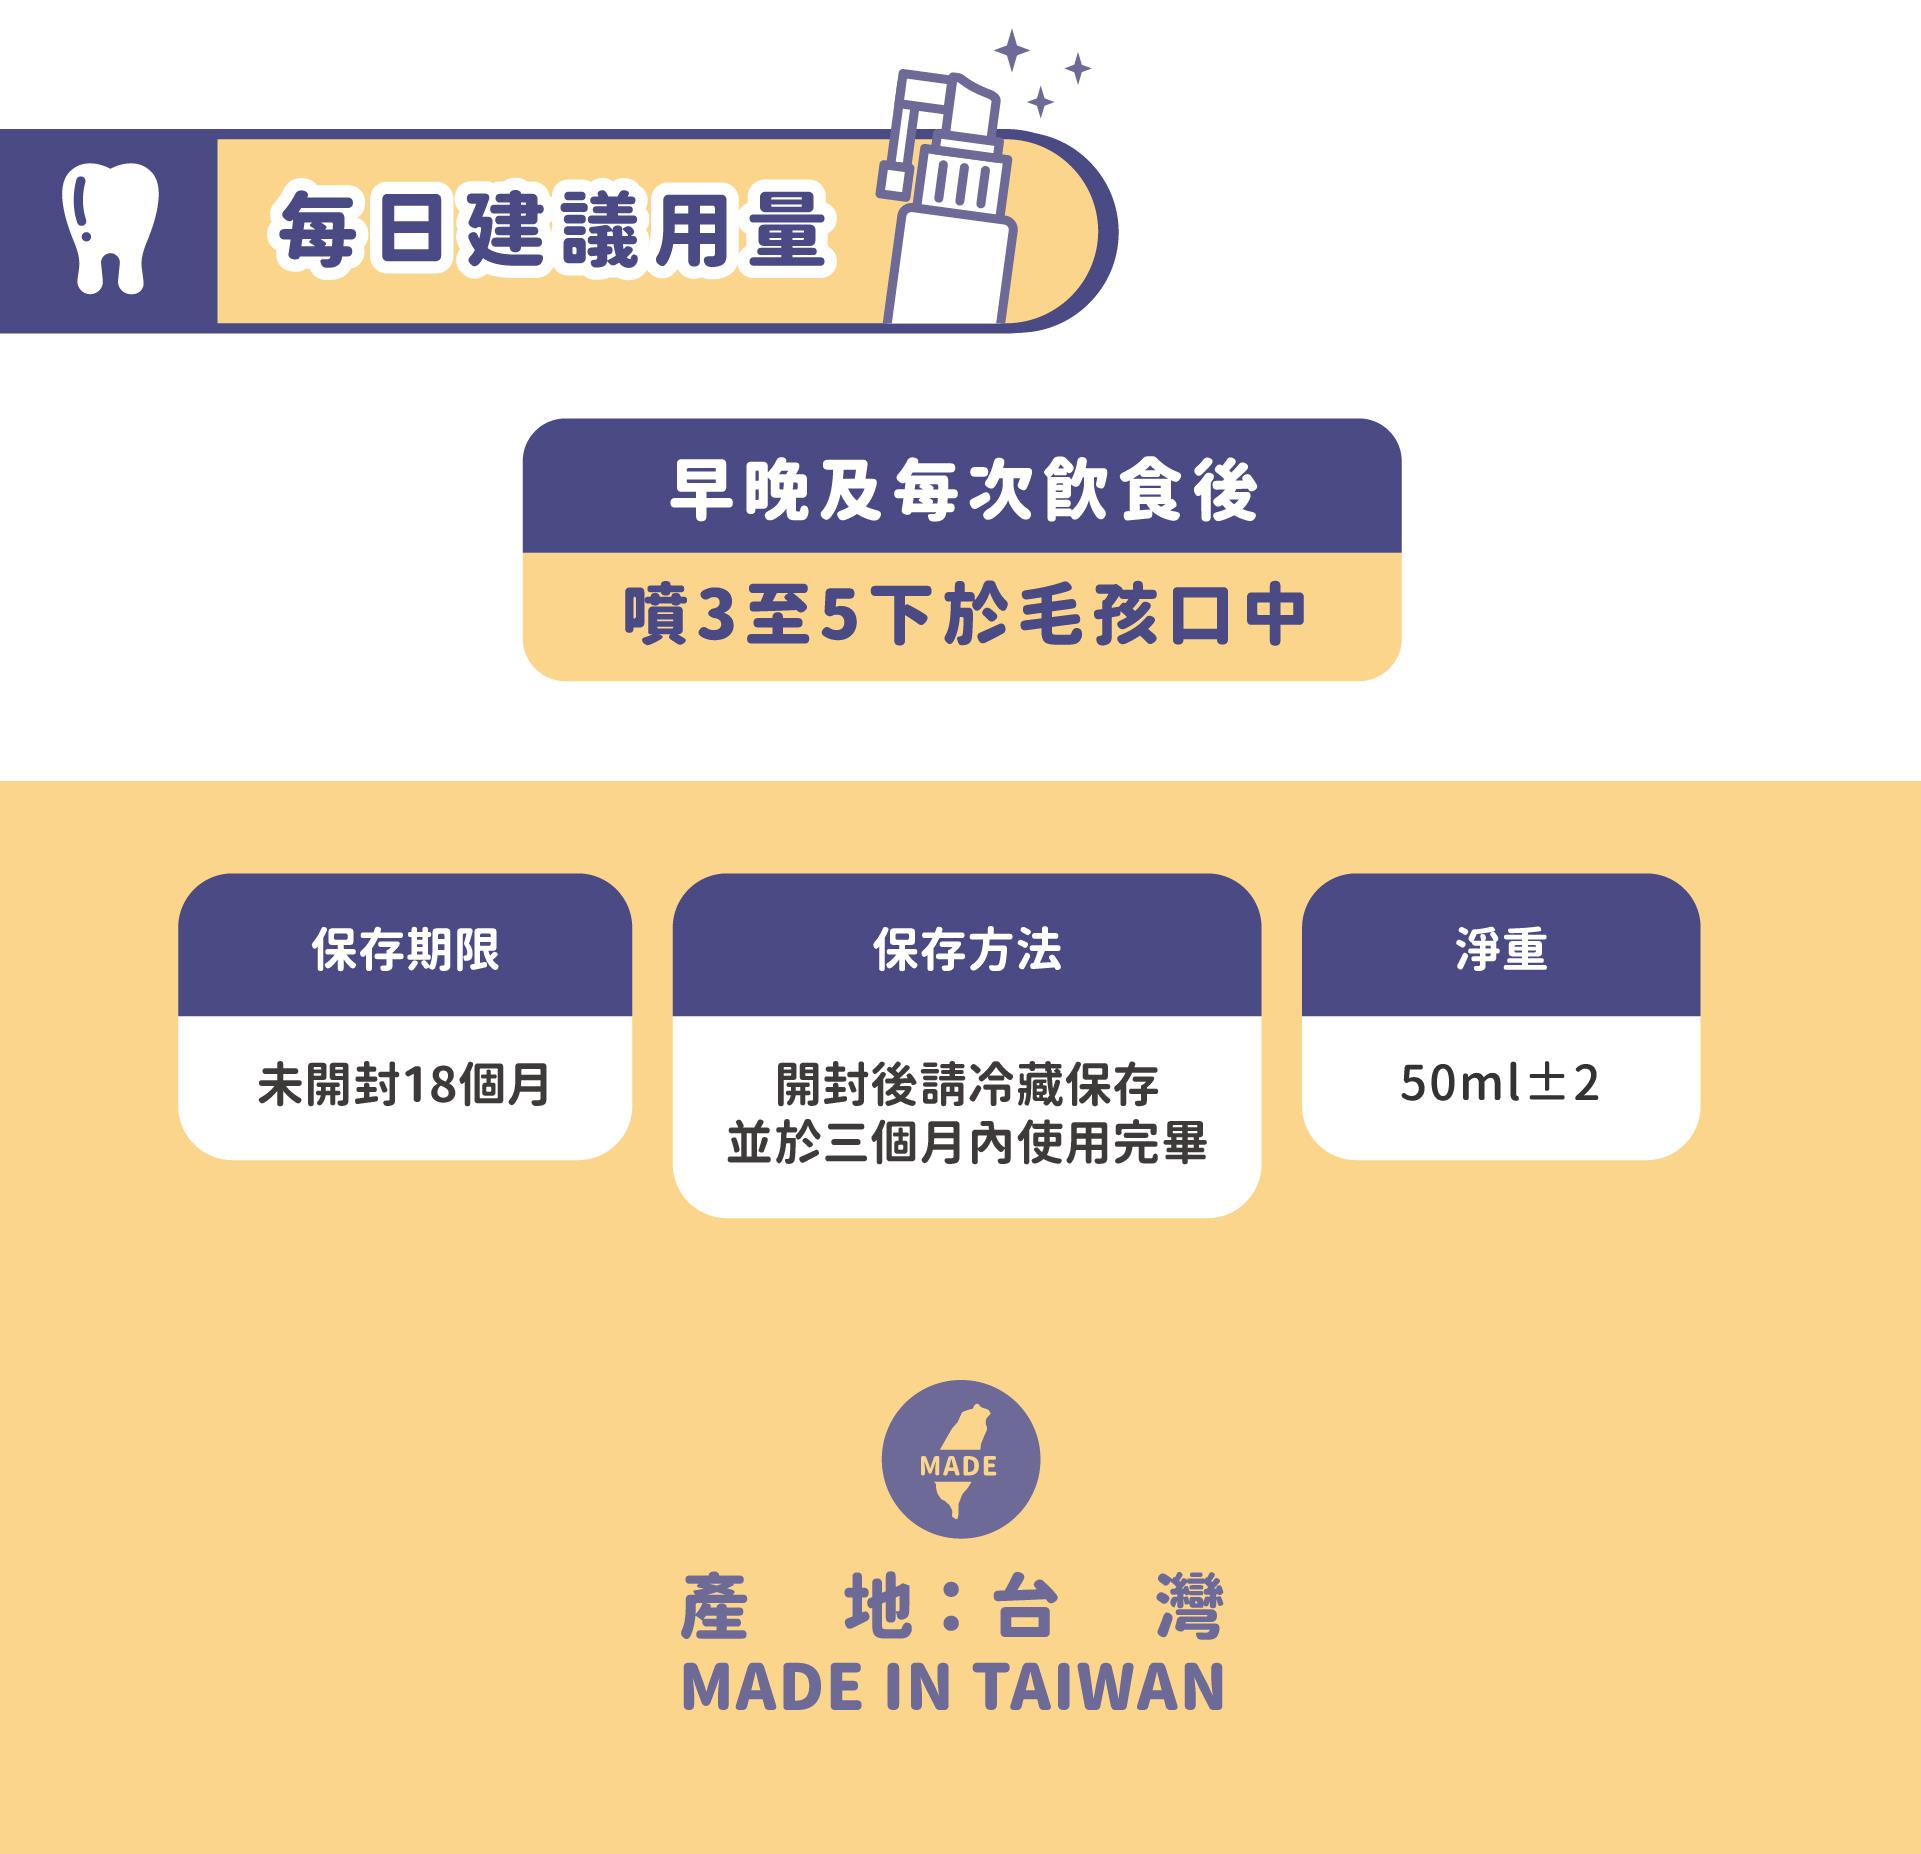 每日建議用量
早晚及每次飲食後
噴3至5下於毛孩口中
保存期限
未開封18個月
保存方法
開封後請冷藏保存
並於三個月內使用完畢
淨重
50ml±2
MADE
產 地：台 灣
MADE IN TAIWAN